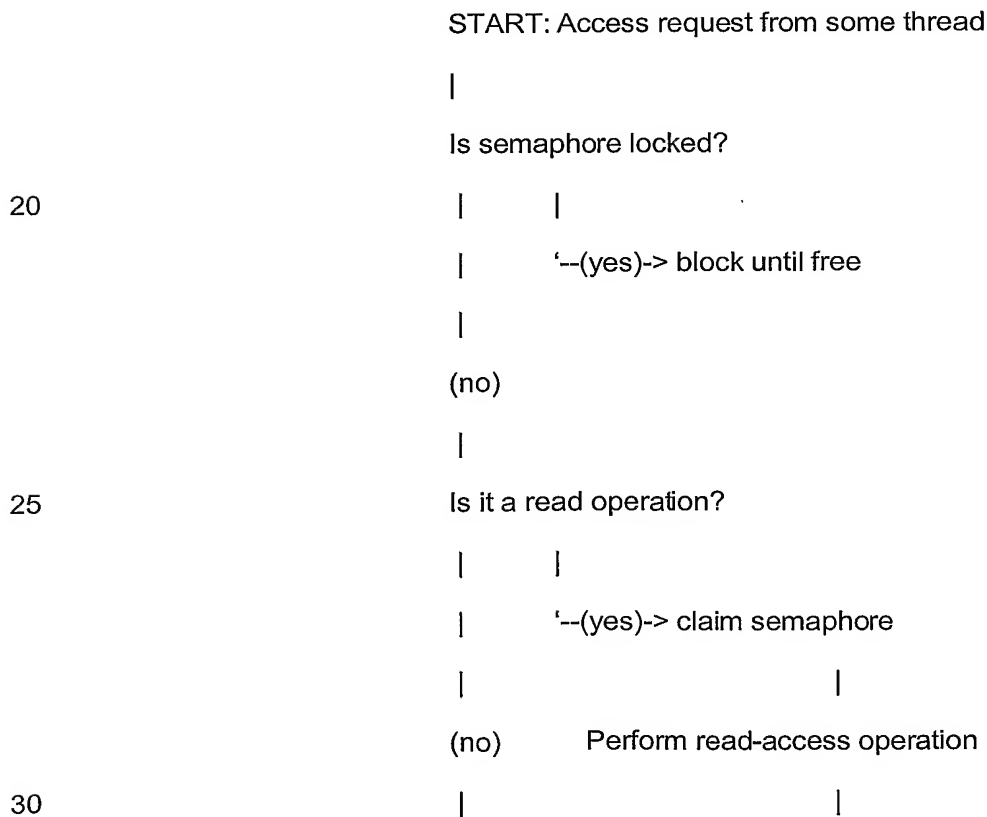 START: Access request from some thread
|
Is semaphore locked?
20 | |
| ‘--(yes)-> block until free
|
(no)
|
25 Is it a read operation?
| |
| ‘--(yes)-> claim semaphore
| |
(no) Perform read-access operation
30 | |